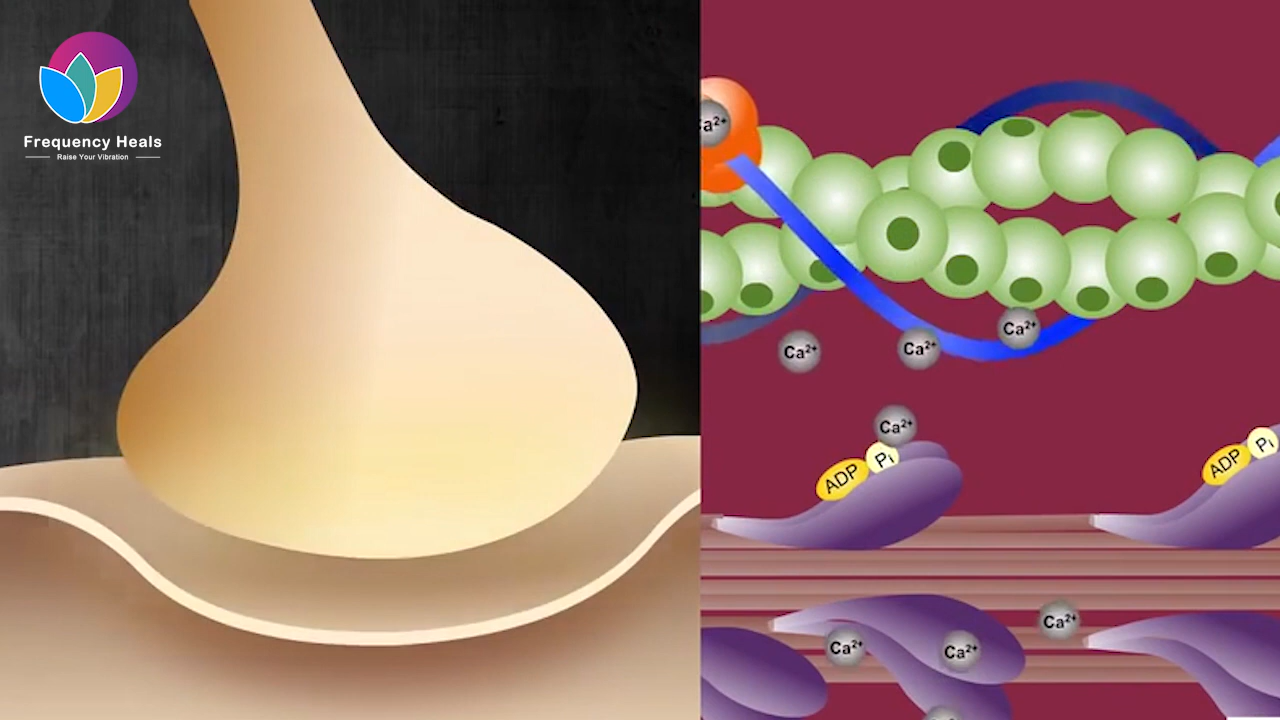 Frequency Heals
Raise Your Vibration
Ca²⁺
Ca²⁺
Ca²⁺
Ca²⁺
Ca²⁺
ADP
Pi
ADP
Pi
Ca²⁺
Ca²⁺
Ca²⁺